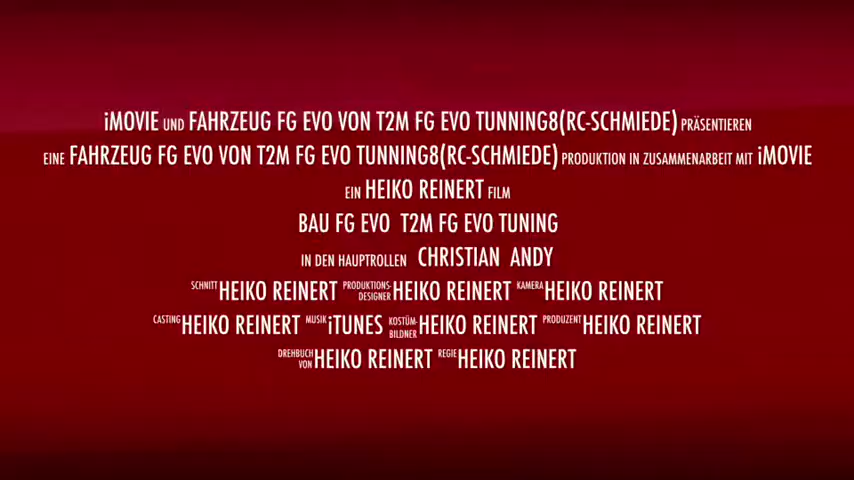 iMOVIE UND FAHRZEUG FG EVO VON T2M FG EVO TUNNING8(RC-SCHMIEDE) PRÄSENTIEREN
EINE FAHRZEUG FG EVO VON T2M FG EVO TUNNING8(RC-SCHMIEDE) PRODUKTION IN ZUSAMMENARBEIT MIT iMOVIE
EIN HEIKO REINERT FILM
BAU FG EVO T2M FG EVO TUNING
IN DEN HAUPTROLLEN CHRISTIAN ANDY
SCHNITT HEIKO REINERT PRODUKTIONS-DESIGNER HEIKO REINERT KAMERA HEIKO REINERT
CASTING HEIKO REINERT MUSIK iTUNES KOSTÜM-BILDNER HEIKO REINERT PRODUZENT HEIKO REINERT
DREHBUCH VON HEIKO REINERT REGIE HEIKO REINERT